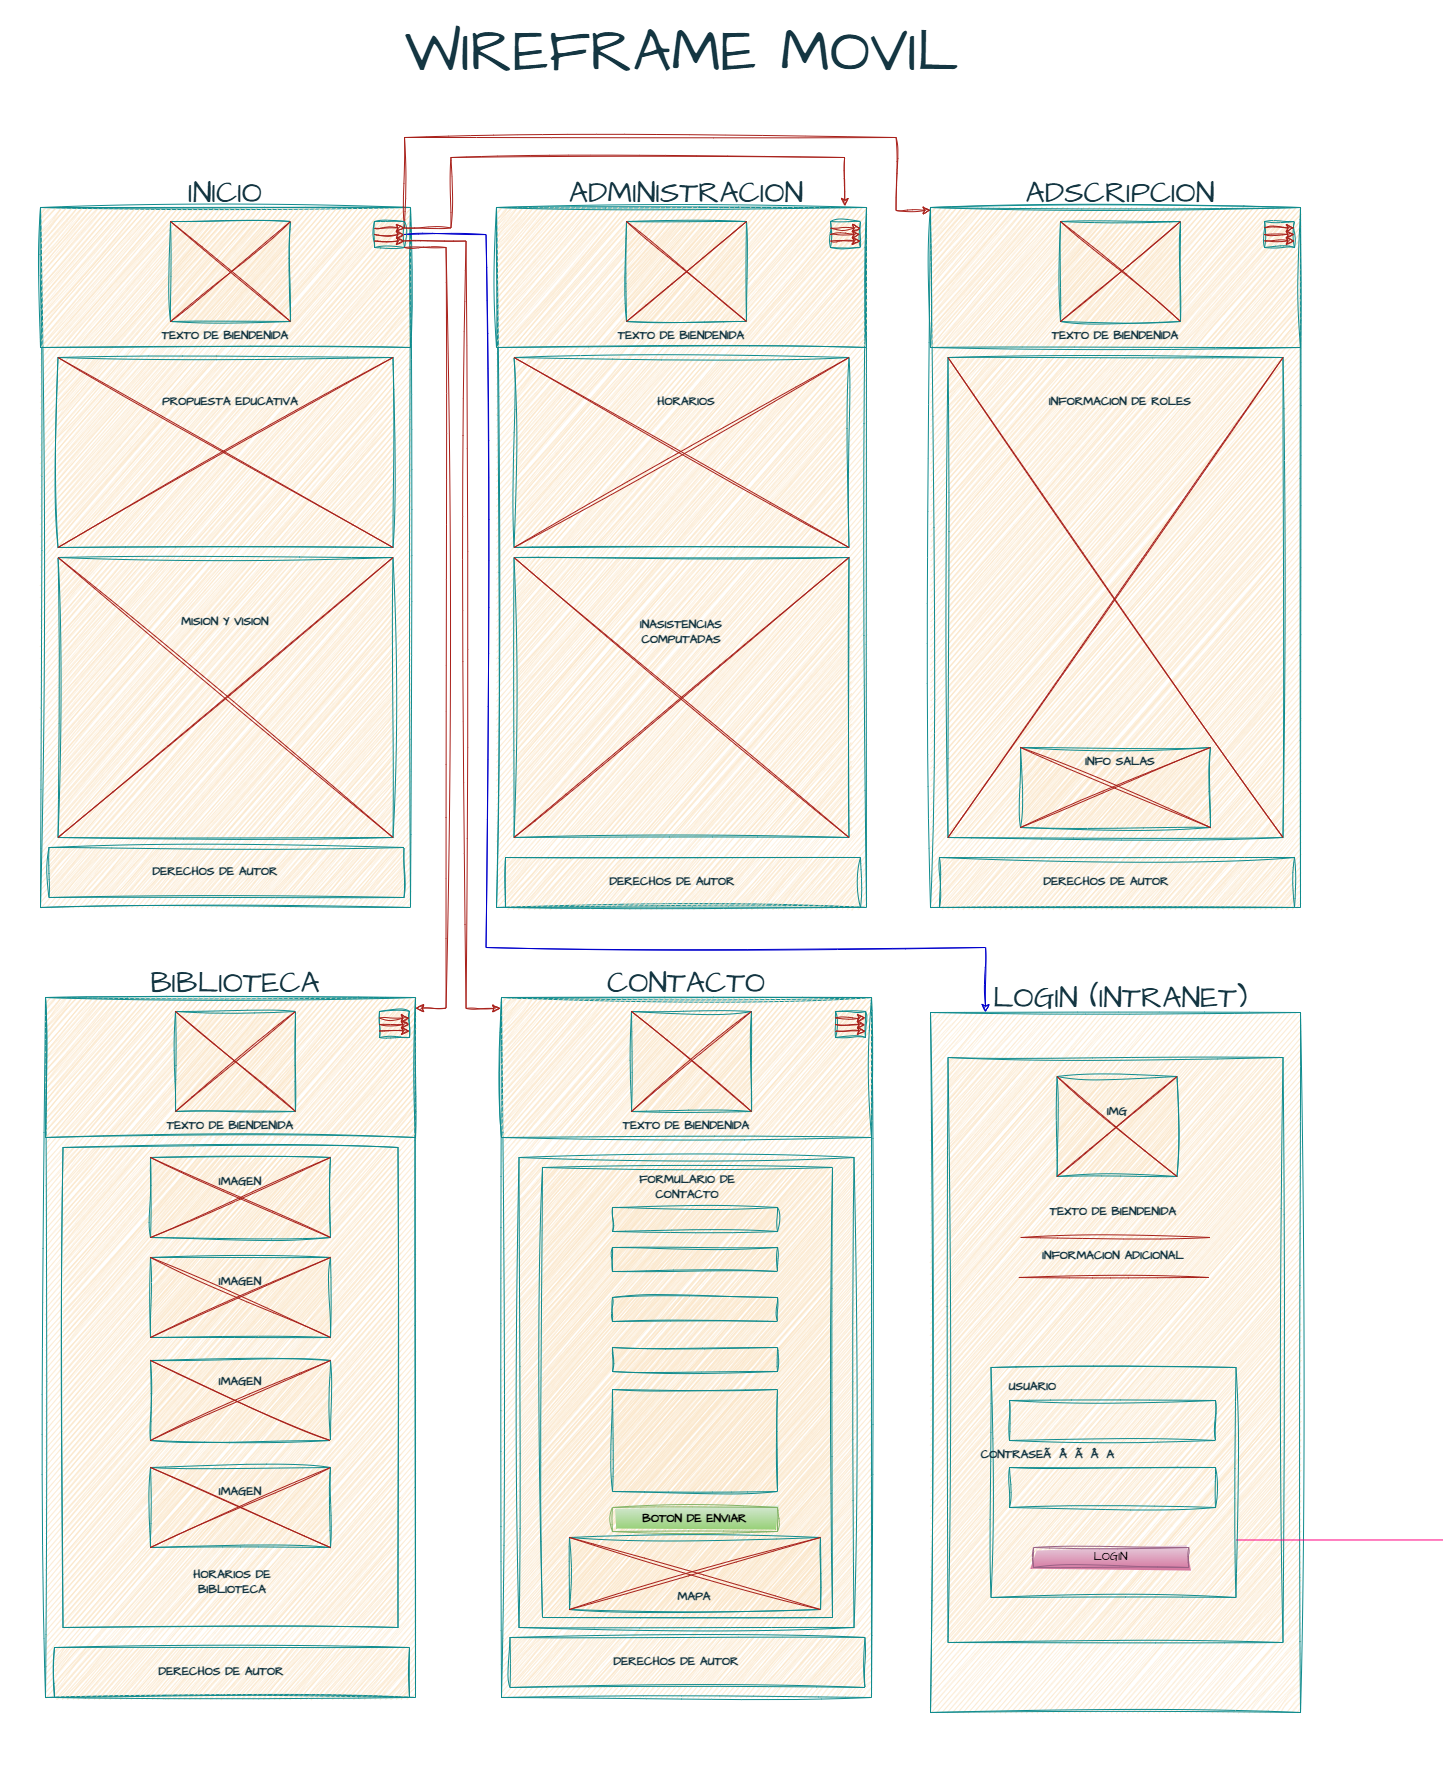 WIREFRAME MOVIL
INICIO
TEXTO DE BIENDENIDA
PROPUESTA EDUCATIVA
MISION Y VISION
DERECHOS DE AUTOR
ADMINISTRACION
TEXTO DE BIENDENIDA
HORARIOS
INASISTENCIAS
COMPUTADAS
DERECHOS DE AUTOR
ADSCRIPCION
TEXTO DE BIENDENIDA
INFORMACION DE ROLES
INFO SALAS
DERECHOS DE AUTOR
BIBLIOTECA
TEXTO DE BIENDENIDA
IMAGEN
IMAGEN
IMAGEN
IMAGEN
HORARIOS DE
BIBLIOTECA
DERECHOS DE AUTOR
CONTACTO
TEXTO DE BIENDENIDA
FORMULARIO DE
CONTACTO
BOTON DE ENVIAR
MAPA
DERECHOS DE AUTOR
LOGIN (INTRANET)
IMG
TEXTO DE BIENDENIDA
INFORMACION ADICIONAL
USUARIO
CONTRASEÃ Â Ã Â A
LOGIN